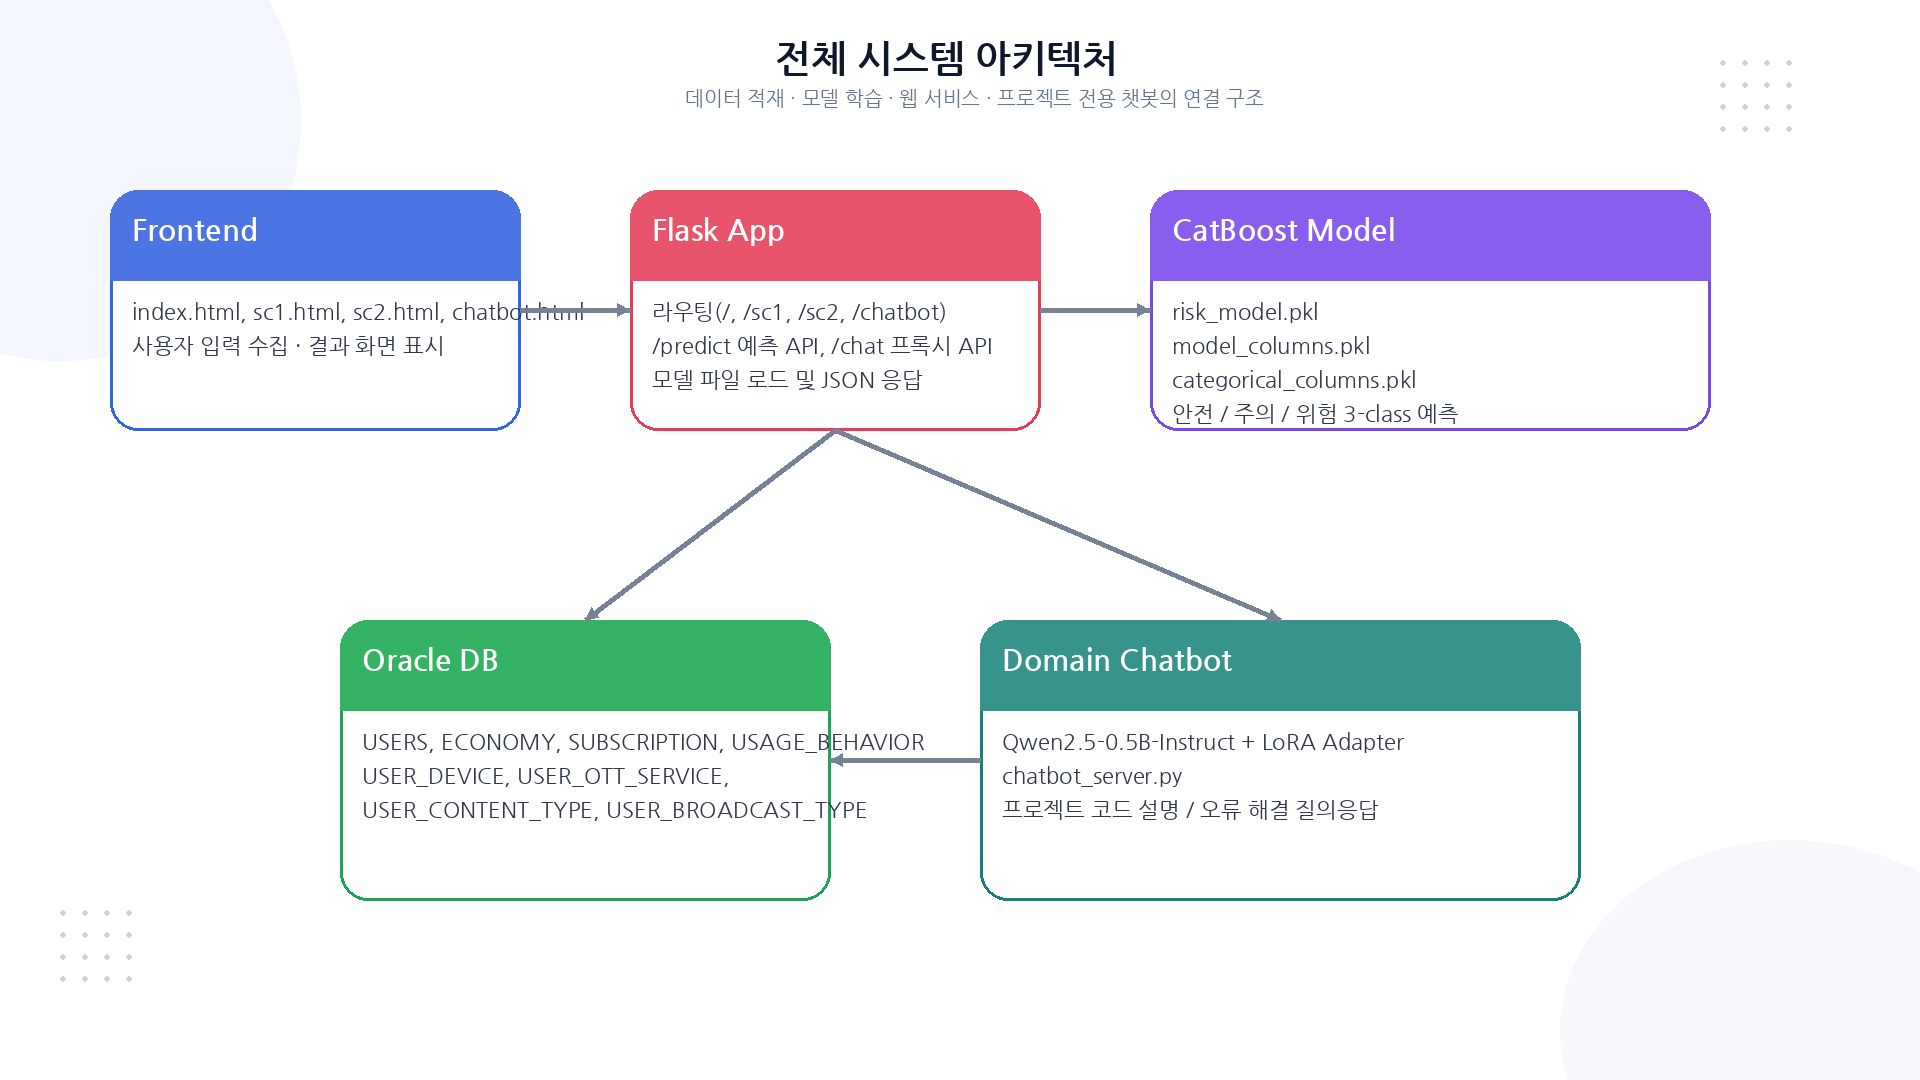 전체 시스템 아키텍처
데이터 적재 · 모델 학습 · 웹 서비스 · 프로젝트 전용 챗봇의 연결 구조
Frontend
index.html, sc1.html, sc2.html, chatbot.html
사용자 입력 수집 · 결과 화면 표시
Flask App
라우팅(/, /sc1, /sc2, /chatbot)
/predict 예측 API, /chat 프록시 API
모델 파일 로드 및 JSON 응답
CatBoost Model
risk_model.pkl
model_columns.pkl
categorical_columns.pkl
안전 / 주의 / 위험 3-class 예측
Oracle DB
USERS, ECONOMY, SUBSCRIPTION, USAGE_BEHAVIOR
USER_DEVICE, USER_OTT_SERVICE,
USER_CONTENT_TYPE, USER_BROADCAST_TYPE
Domain Chatbot
Qwen2.5-0.5B-Instruct + LoRA Adapter
chatbot_server.py
프로젝트 코드 설명 / 오류 해결 질의응답